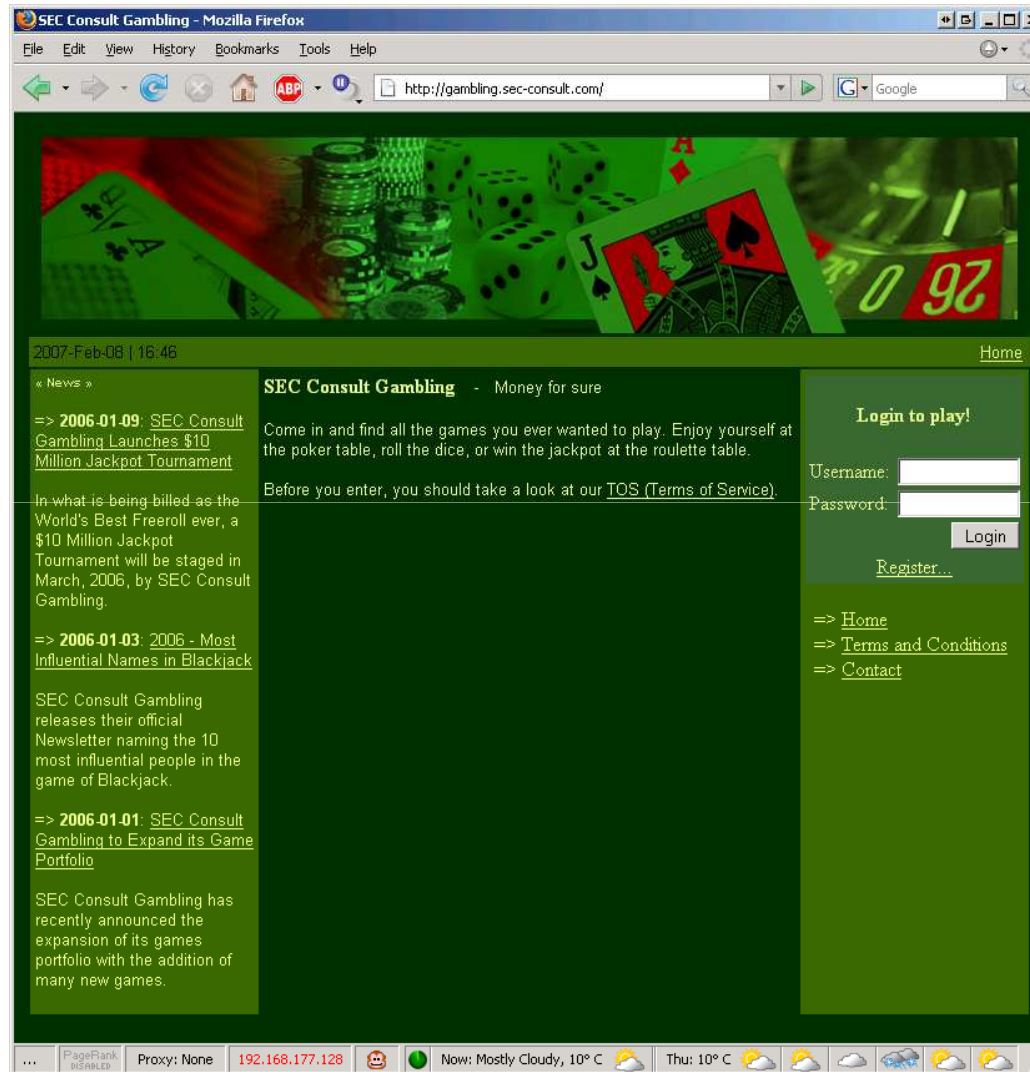 SEC Consult Gambling - Mozilla Firefox
File Edit View History Bookmarks Tools Help
ABP http://gambling.sec-consult.com/ G Google
A
J
0 26
2007-Feb-08 | 16:46 Home
« News »
=> 2006-01-09: SEC Consult
Gambling Launches $10
Million Jackpot Tournament
In what is being billed as the
World's Best Freeroll ever, a
$10 Million Jackpot
Tournament will be staged in
March, 2006, by SEC Consult
Gambling.
=> 2006-01-03: 2006 - Most
Influential Names in Blackjack
SEC Consult Gambling
releases their official
Newsletter naming the 10
most influential people in the
game of Blackjack.
=> 2006-01-01: SEC Consult
Gambling to Expand its Game
Portfolio
SEC Consult Gambling has
recently announced the
expansion of its games
portfolio with the addition of
many new games.
SEC Consult Gambling - Money for sure
Come in and find all the games you ever wanted to play. Enjoy yourself at
the poker table, roll the dice, or win the jackpot at the roulette table.
Before you enter, you should take a look at our TOS (Terms of Service).
Login to play!
Username:
Password:
Login
Register...
=> Home
=> Terms and Conditions
=> Contact
... PageRank DISABLED Proxy: None 192.168.177.128 Now: Mostly Cloudy, 10° C Thu: 10° C